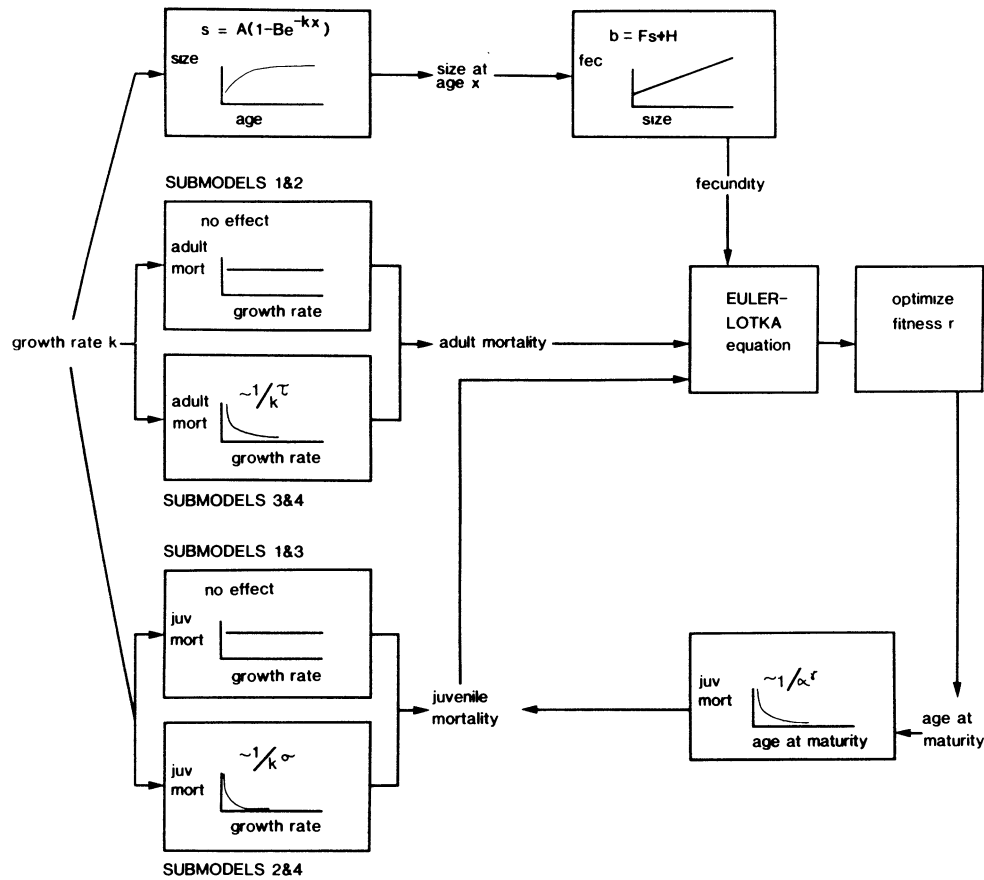 s = A(1-Be^-kx)
size
age
size at
age x
b = Fs+H
fec
size
fecundity
SUBMODELS 1&2
no effect
adult
mort
growth rate
growth rate k
~1/k^τ
adult
mort
growth rate
SUBMODELS 3&4
adult mortality
EULER-
LOTKA
equation
optimize
fitness r
SUBMODELS 1&3
no effect
juv
mort
growth rate
~1/k^σ
juv
mort
growth rate
SUBMODELS 2&4
juvenile
mortality
juv
mort
~1/α^γ
age at maturity
age at
maturity